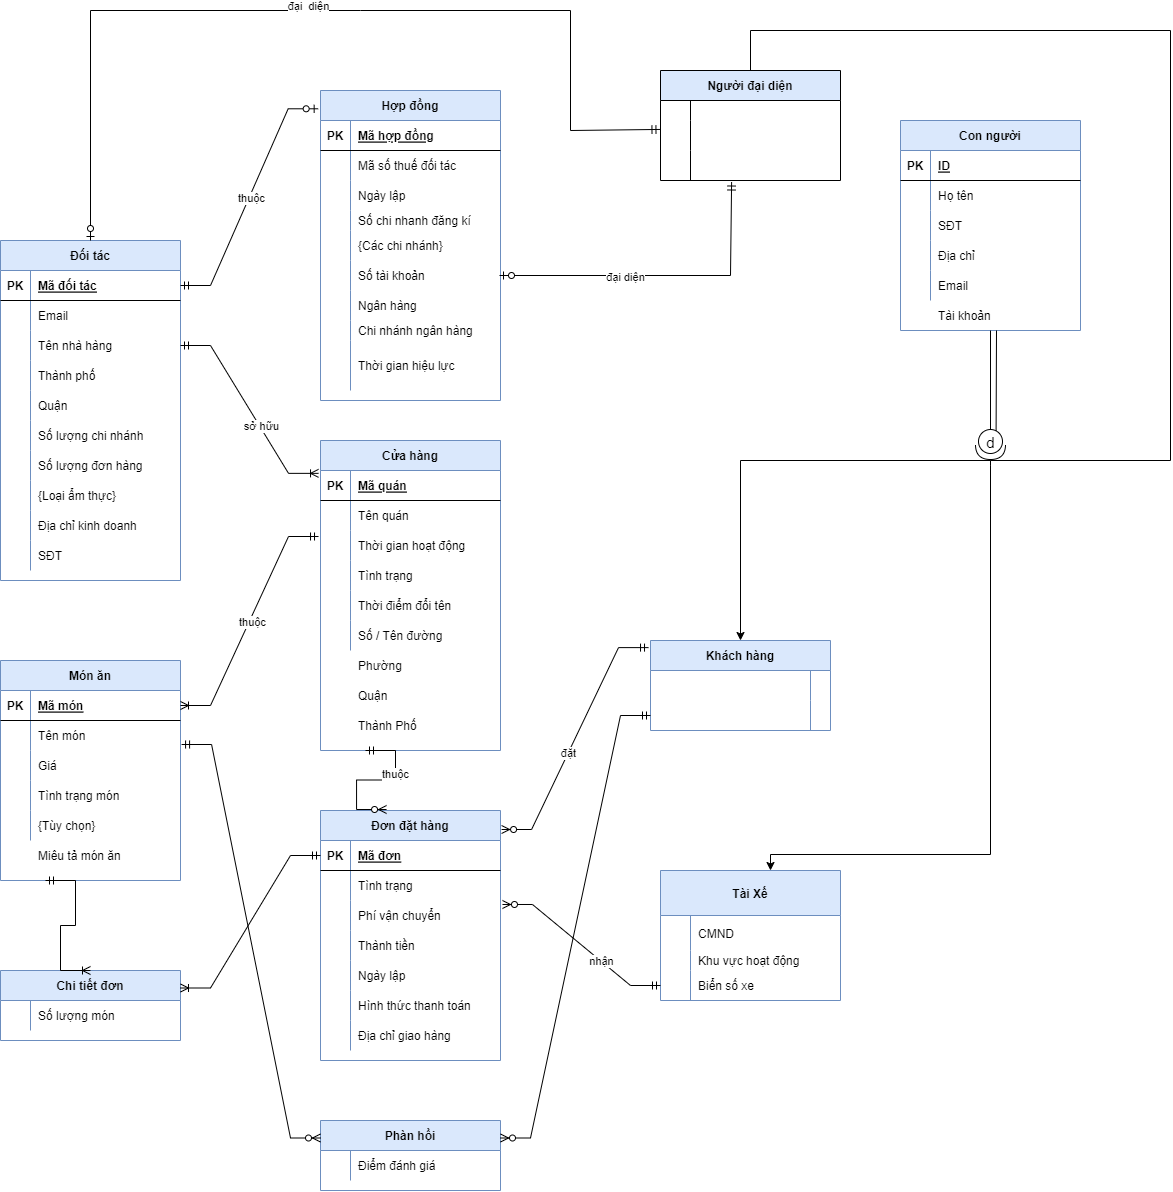 đại diện
Người đại diện
Hợp đồng
PK Mã hợp đồng
Mã số thuế đối tác
Ngày lập
Số chi nhanh đăng kí
{Các chi nhánh}
Số tài khoản
Ngân hàng
Chi nhánh ngân hàng
Thời gian hiệu lực
Con người
PK ID
Họ tên
SĐT
Địa chỉ
Email
Tài khoản
thuộc
đại diện
Đối tác
PK Mã đối tác
Email
Tên nhà hàng
Thành phố
Quận
Số lượng chi nhánh
Số lượng đơn hàng
{Loại ẩm thực}
Địa chỉ kinh doanh
SĐT
sở hữu
d
Cửa hàng
PK Mã quán
Tên quán
Thời gian hoạt động
Tình trạng
Thời điểm đổi tên
Số / Tên đường
Phường
Quận
Thành Phố
thuộc
Món ăn
PK Mã món
Tên món
Giá
Tình trạng món
{Tùy chọn}
Miêu tả món ăn
Khách hàng
đặt
thuộc
Đơn đặt hàng
PK Mã đơn
Tình trạng
Phí vận chuyển
Thành tiền
Ngày lập
Hình thức thanh toán
Địa chỉ giao hàng
Tài Xế
CMND
Khu vực hoạt động
Biển số xe
nhận
Chi tiết đơn
Số lượng món
Phản hồi
Điểm đánh giá